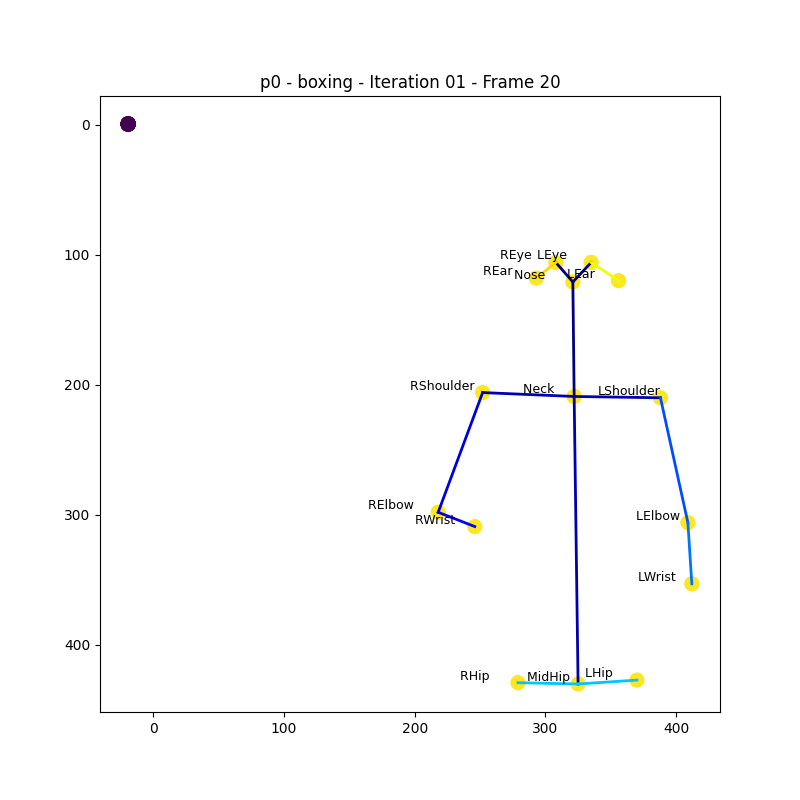 p0 - boxing - Iteration 01 - Frame 20
0
100
REye LEye
REar Nose LEar
200
RShoulder Neck LShoulder
300
RElbow
RWrist
LElbow
LWrist
400
RHip MidHip LHip
0 100 200 300 400